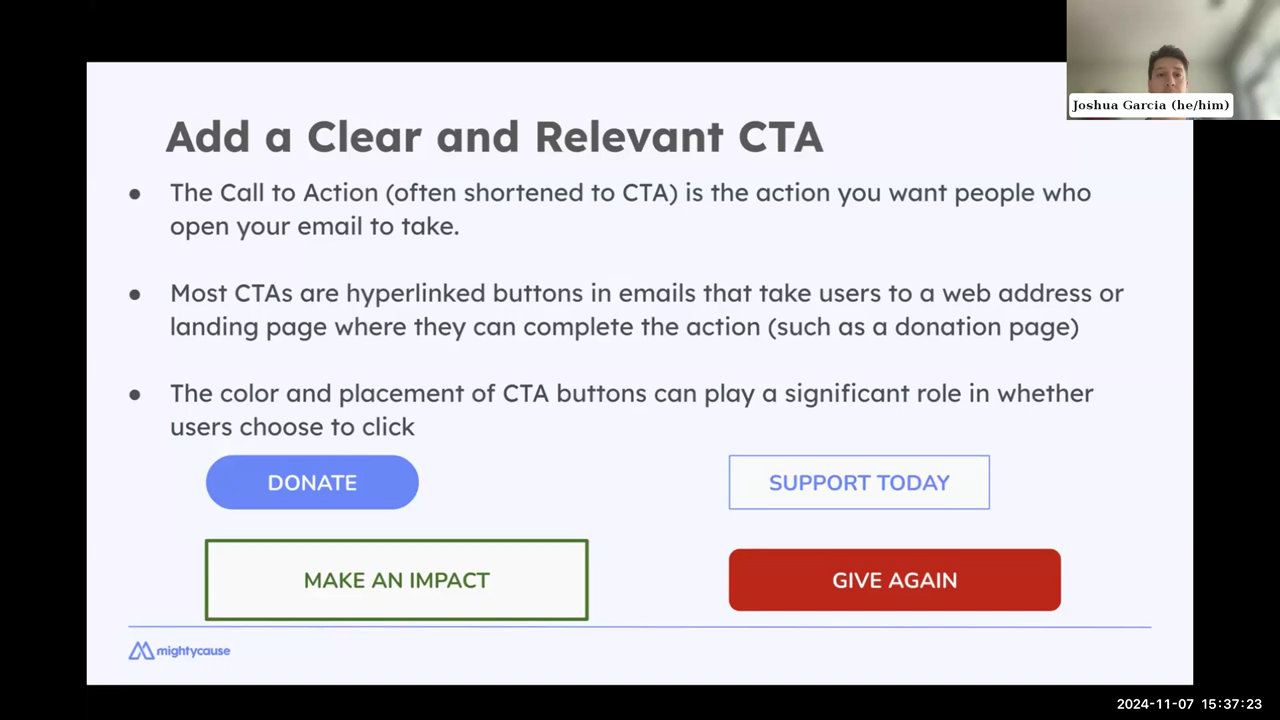 Joshua Garcia (he/him)
Add a Clear and Relevant CTA
● The Call to Action (often shortened to CTA) is the action you want people who
open your email to take.
● Most CTAs are hyperlinked buttons in emails that take users to a web address or
landing page where they can complete the action (such as a donation page)
● The color and placement of CTA buttons can play a significant role in whether
users choose to click
DONATE
SUPPORT TODAY
MAKE AN IMPACT
GIVE AGAIN
mightycause
2024-11-07 15:37:23